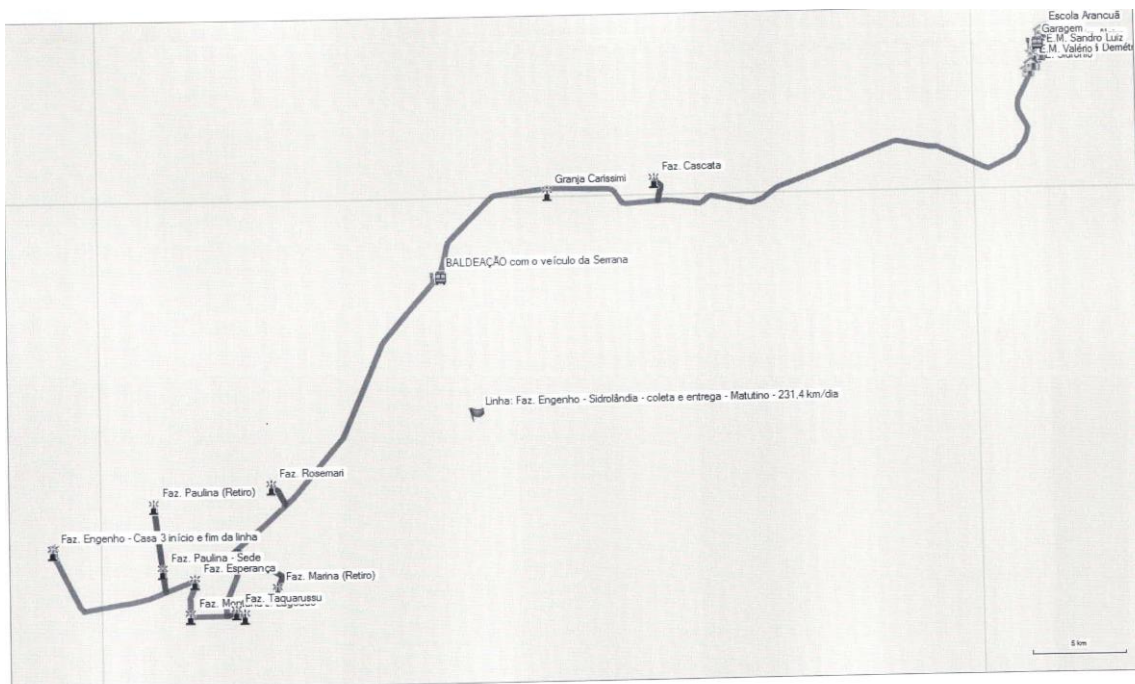 Escola Arancuã
Garagem
E.M. Sandro Luiz
E.M. Valério
Demétr
Faz. Cascata
Granja Carissimi
BALDEAÇÃO com o veículo da Serrana
Linha: Faz. Engenho - Sidrolândia - coleta e entrega - Matutino - 231,4 km/dia
Faz. Rosemari
Faz. Paulina (Retiro)
Faz. Engenho - Casa 3 início e fim da linha
Faz. Paulina - Sede
Faz. Esperança
Faz. Marina (Retiro)
Faz. Taquarussu
Faz.
5 km